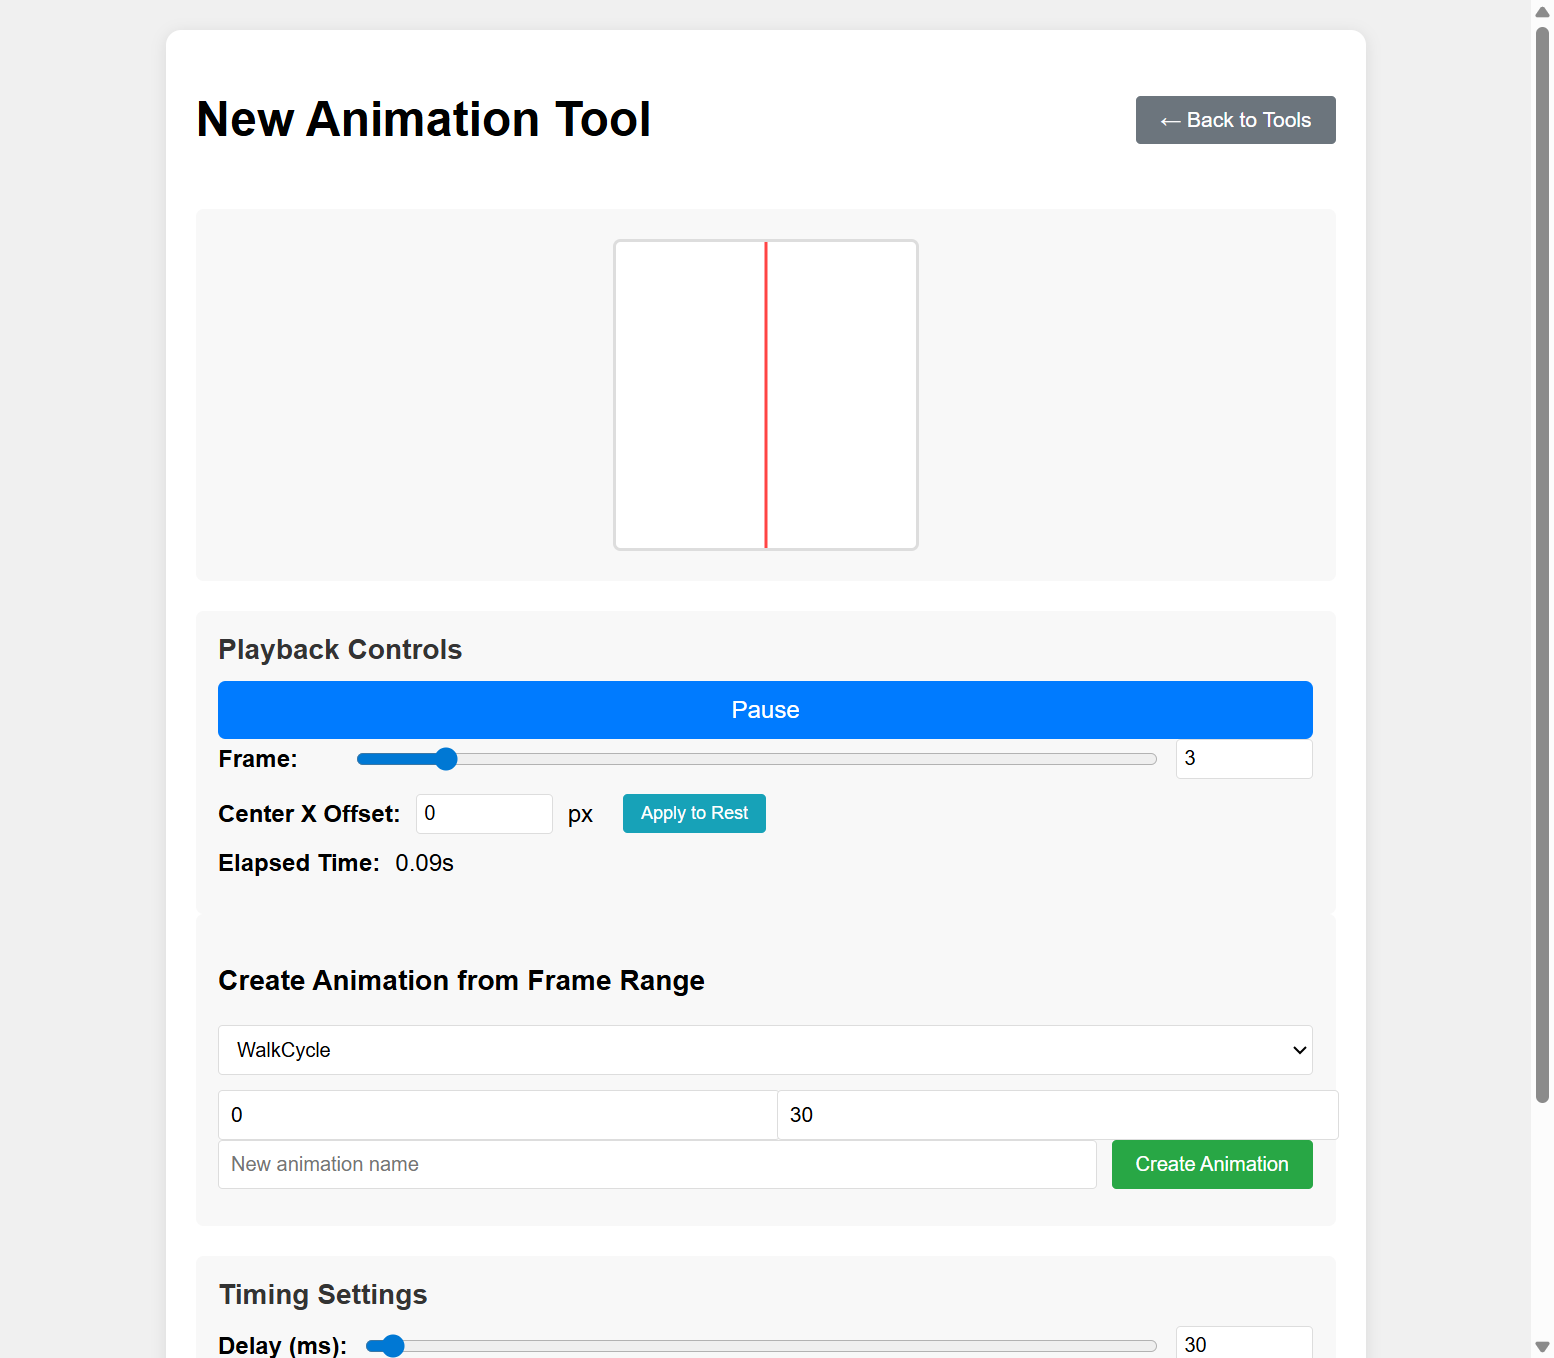 New Animation Tool
← Back to Tools
Playback Controls
Pause
Frame: 3
Center X Offset: 0 px Apply to Rest
Elapsed Time: 0.09s
Create Animation from Frame Range
WalkCycle
0 30
New animation name Create Animation
Timing Settings
Delay (ms): 30